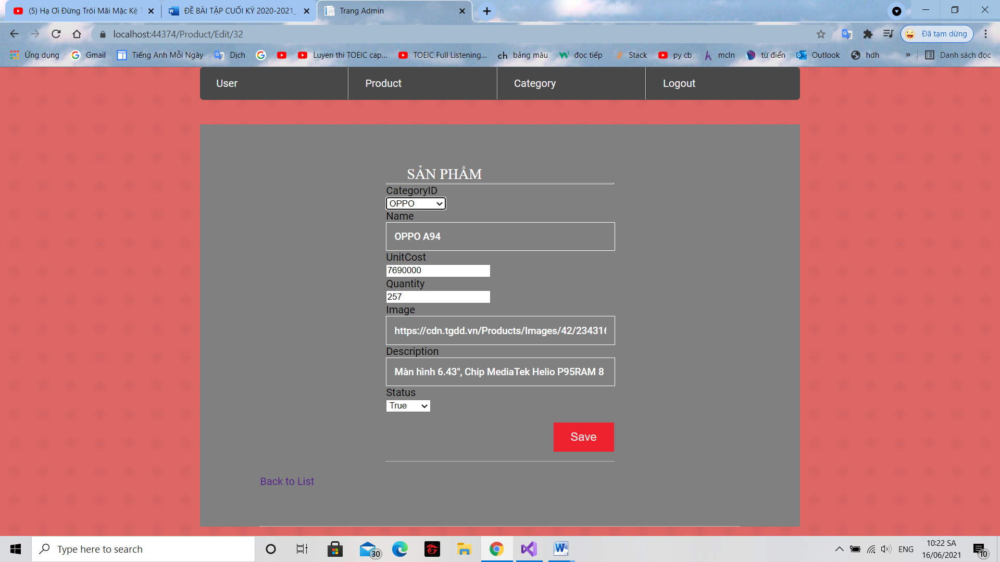 (5) Hạ Ơi Đừng Trôi Mãi Mặc Kệ
ĐỀ BÀI TẬP CUỐI KỲ 2020-2021_
Trang Admin
localhost:44374/Product/Edit/32
Đã tạm dừng
Ứng dụng
Gmail
Tiếng Anh Mỗi Ngày
Dịch
Luyen thi TOEIC cap...
TOEIC Full Listening...
ch bảng màu
đọc tiếp
Stack
py cb
mcln
từ điển
Outlook
hdh
»
Danh sách đọc
User
Product
Category
Logout
SẢN PHẨM
CategoryID
OPPO
Name
OPPO A94
UnitCost
7690000
Quantity
257
Image
https://cdn.tgdd.vn/Products/Images/42/234316
Description
Màn hình 6.43", Chip MediaTek Helio P95RAM 8
Status
True
Save
Back to List
Type here to search
30
ENG
10:22 SA
16/06/2021
10